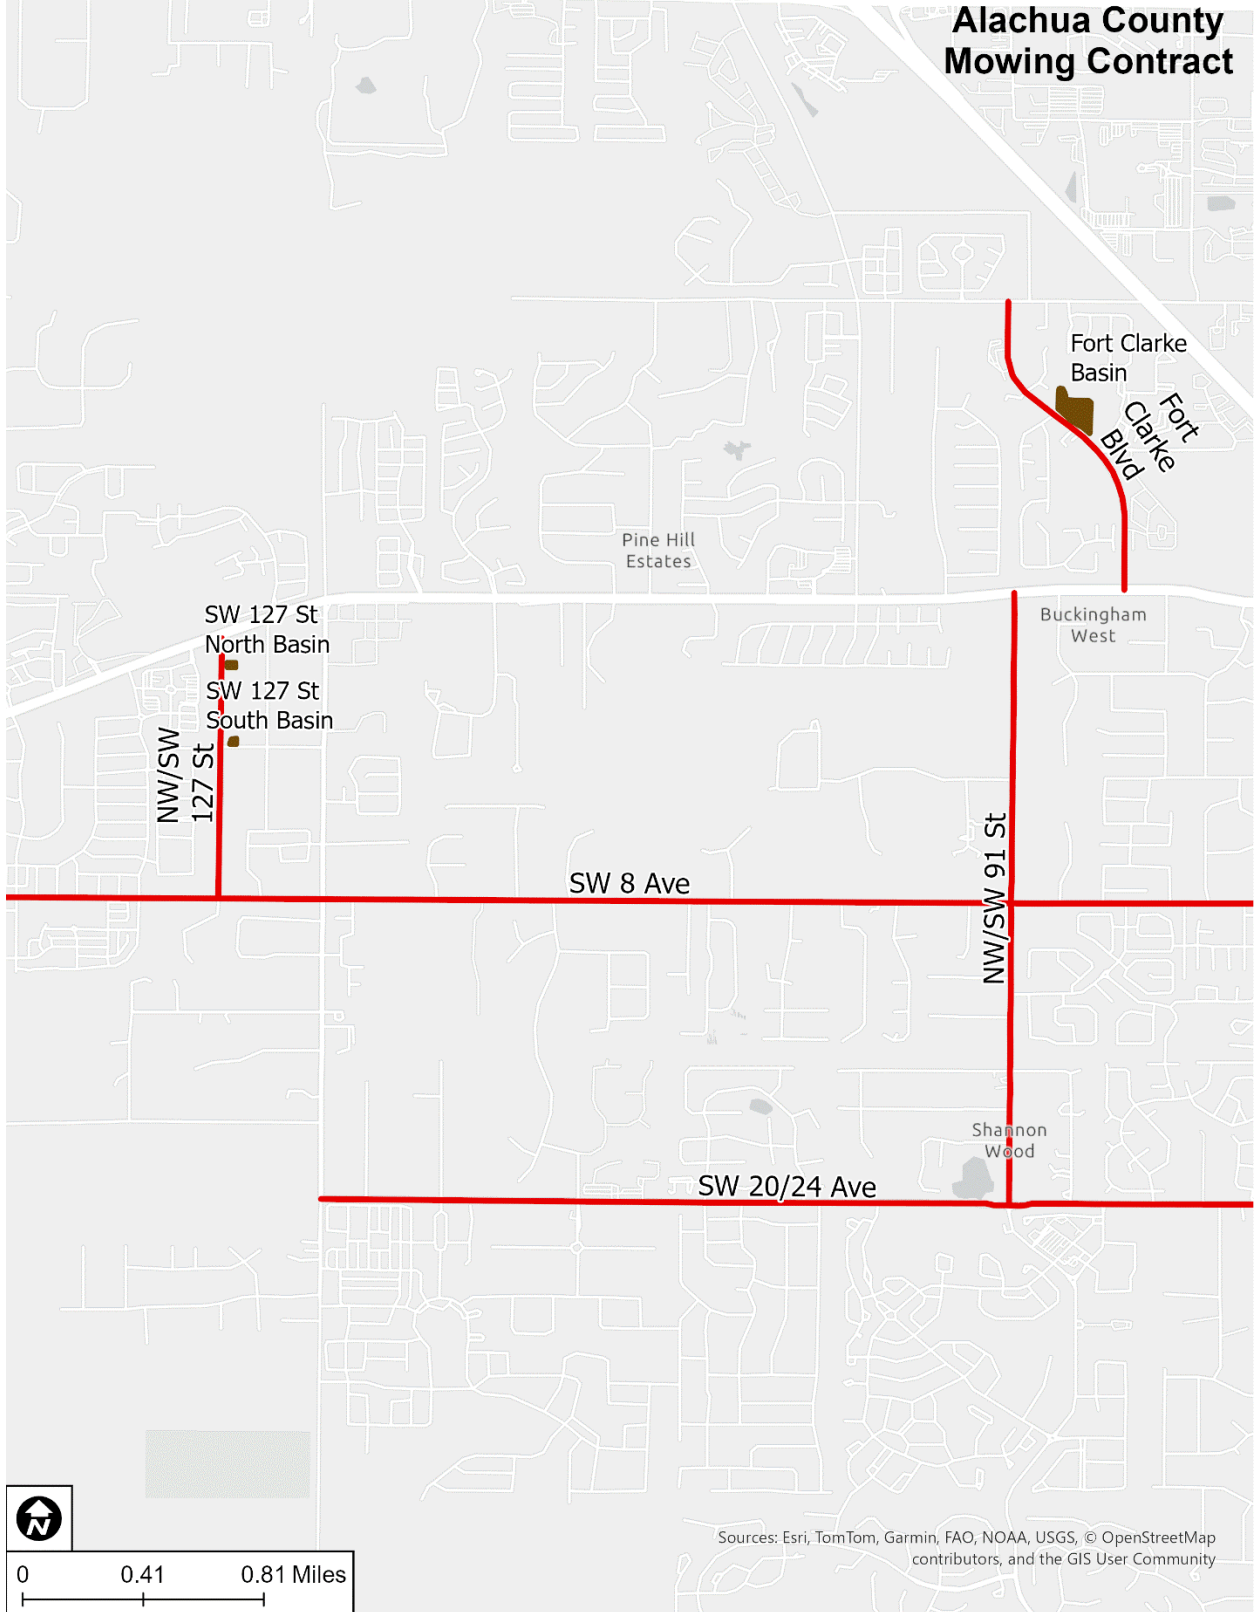 Alachua County
Mowing Contract
Fort Clarke
Basin
Fort
Clarke
Blvd
Pine Hill
Estates
Buckingham
West
SW 127 St
North Basin
SW 127 St
South Basin
NW/SW
127 St
SW 8 Ave
NW/SW 91 St
Shannon
Wood
SW 20/24 Ave
N
0 0.41 0.81 Miles
Sources: Esri, TomTom, Garmin, FAO, NOAA, USGS, © OpenStreetMap
contributors, and the GIS User Community